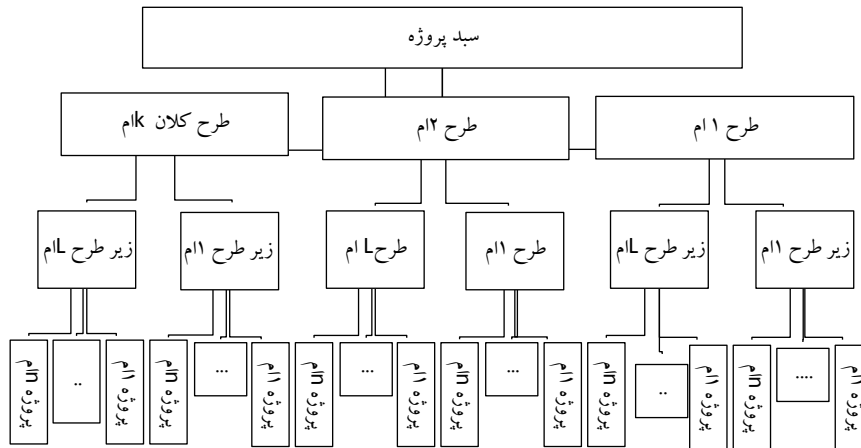 سبد پروژه
طرح ۱ ام
طرح ۲ام
طرح کلان kام
زیر طرح ۱ام
زیر طرح Lام
طرح ۱ام
طرحL ام
زیر طرح ۱ام
زیر طرح Lام
پروژه ۱ام
....
پروژه nام
پروژه ۱ام
..
پروژه nام
پروژه ۱ام
...
پروژه nام
پروژه ۱ام
...
پروژه nام
پروژه ۱ام
...
پروژه nام
پروژه ۱ام
..
پروژه nام